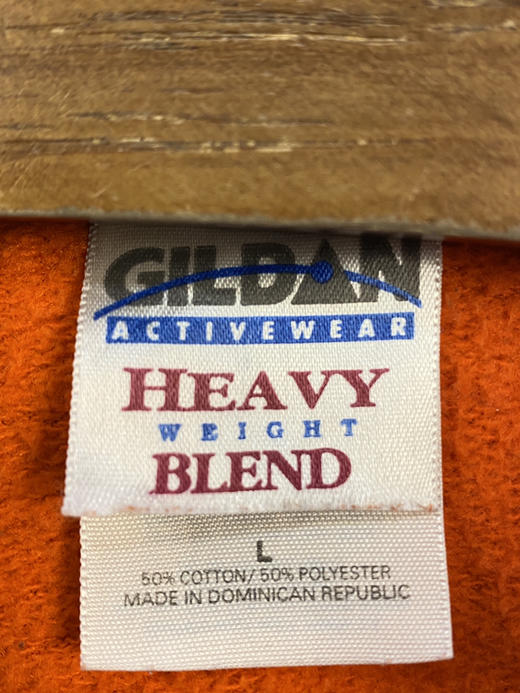 GILDAN
ACTIVEWEAR
HEAVY
WEIGHT
BLEND
L
50% COTTON/ 50% POLYESTER
MADE IN DOMINICAN REPUBLIC